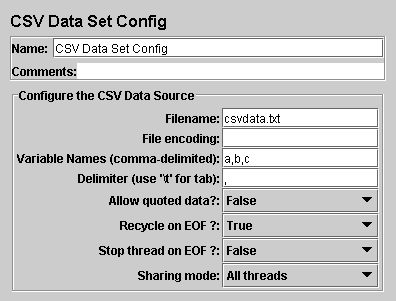 CSV Data Set Config
Name: CSV Data Set Config
Comments:
Configure the CSV Data Source
Filename: csvdata.txt
File encoding:
Variable Names (comma-delimited): a,b,c
Delimiter (use '\t' for tab): ,
Allow quoted data?: False
Recycle on EOF ?: True
Stop thread on EOF ?: False
Sharing mode: All threads